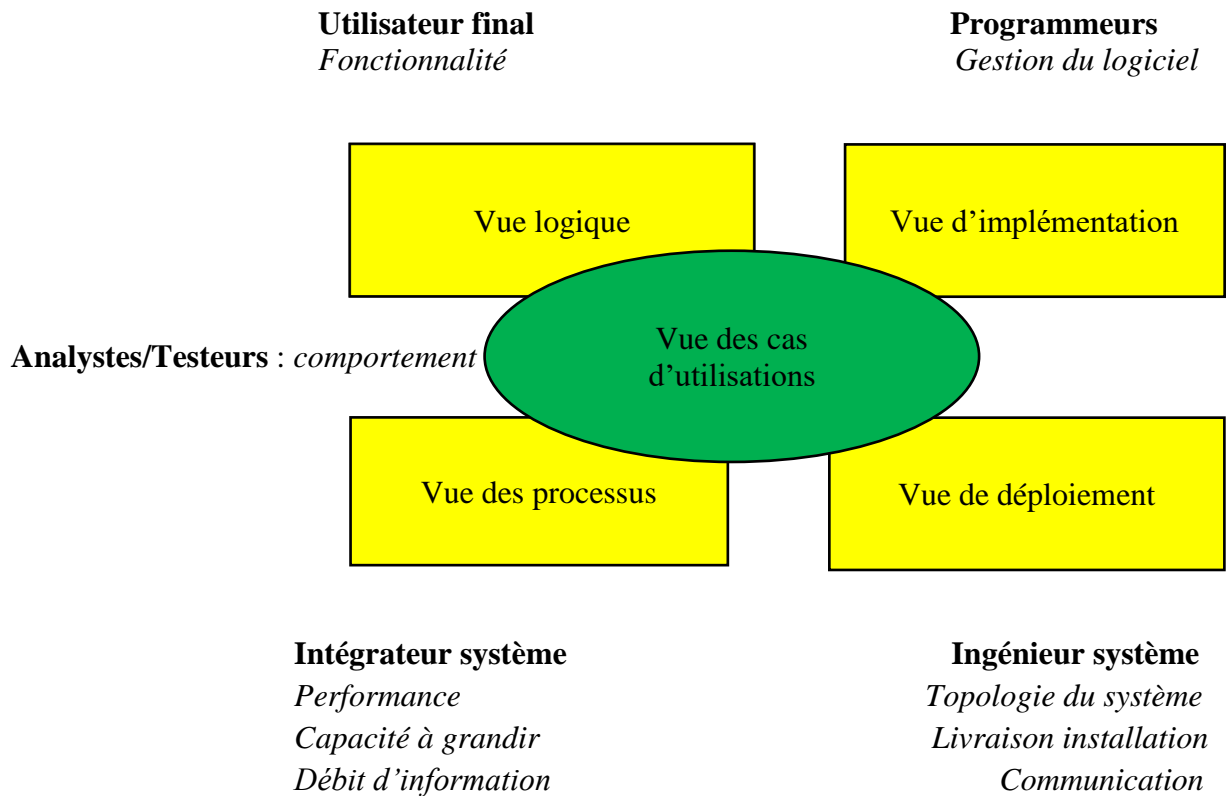 Utilisateur final
Programmeurs
Fonctionnalité
Gestion du logiciel
Vue logique
Vue d’implémentation
Vue des cas
d’utilisations
Analystes/Testeurs : comportement
Vue des processus
Vue de déploiement
Intégrateur système
Ingénieur système
Performance
Topologie du système
Capacité à grandir
Livraison installation
Débit d’information
Communication